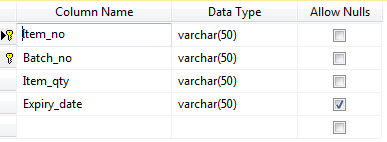 Column Name Data Type Allow Nulls
Item_no varchar(50)
Batch_no varchar(50)
Item_qty varchar(50)
Expiry_date varchar(50)